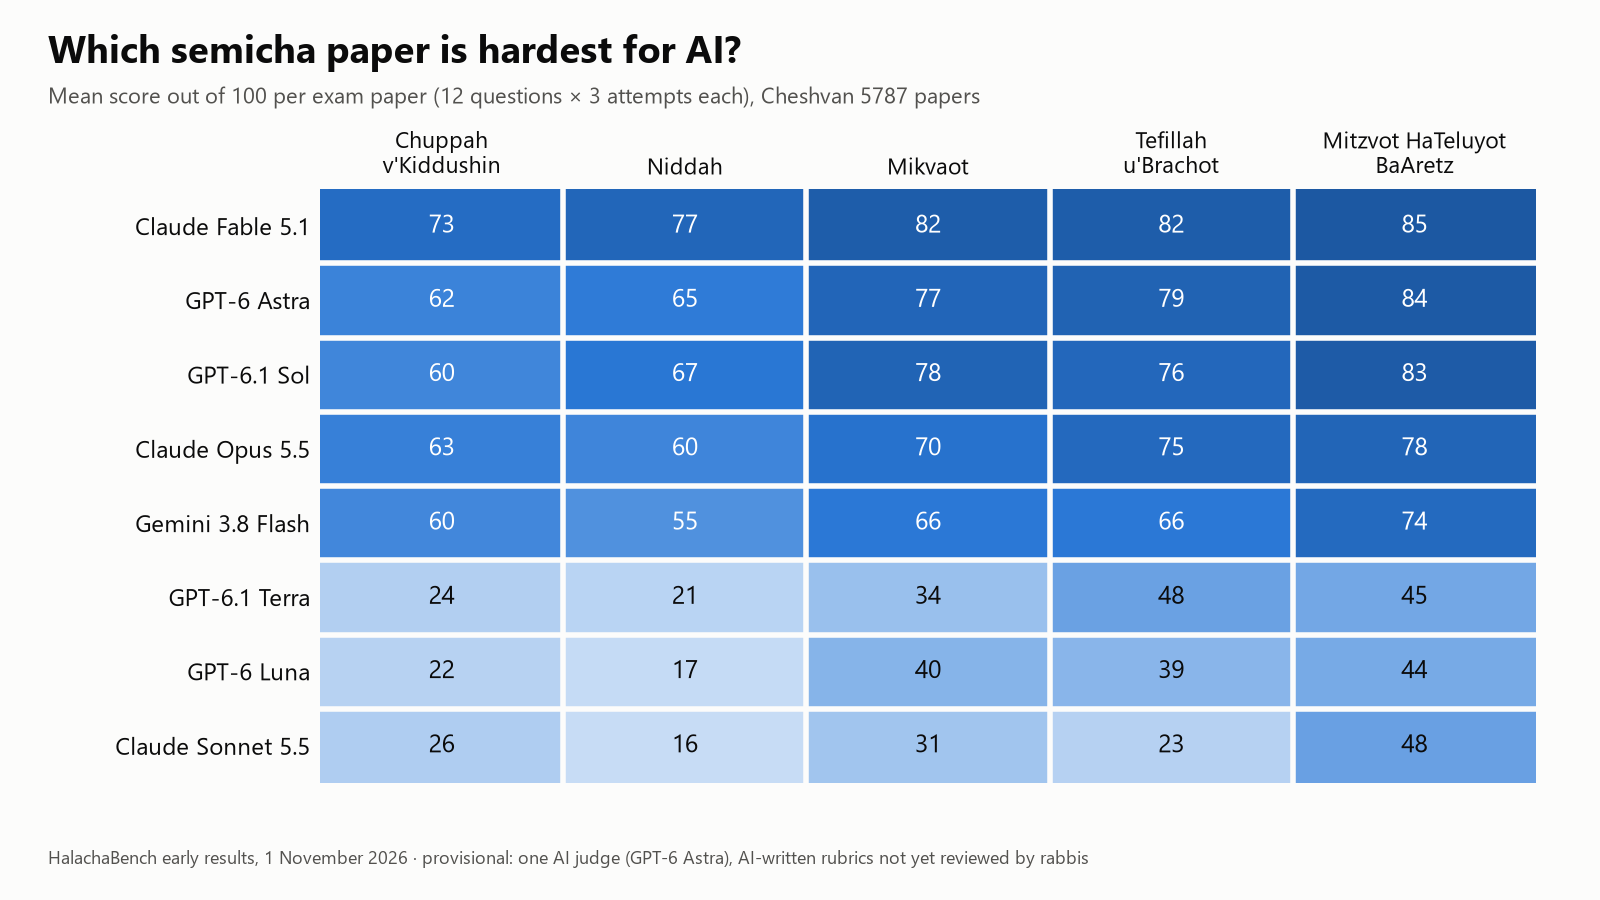 Which semicha paper is hardest for AI?
Mean score out of 100 per exam paper (12 questions × 3 attempts each), Cheshvan 5787 papers
Chuppah
v'Kiddushin
Niddah
Mikvaot
Tefillah
u'Brachot
Mitzvot HaTeluyot
BaAretz
Claude Fable 5.1 73 77 82 82 85
GPT-6 Astra 62 65 77 79 84
GPT-6.1 Sol 60 67 78 76 83
Claude Opus 5.5 63 60 70 75 78
Gemini 3.8 Flash 60 55 66 66 74
GPT-6.1 Terra 24 21 34 48 45
GPT-6 Luna 22 17 40 39 44
Claude Sonnet 5.5 26 16 31 23 48
HalachaBench early results, 1 November 2026 · provisional: one AI judge (GPT-6 Astra), AI-written rubrics not yet reviewed by rabbis